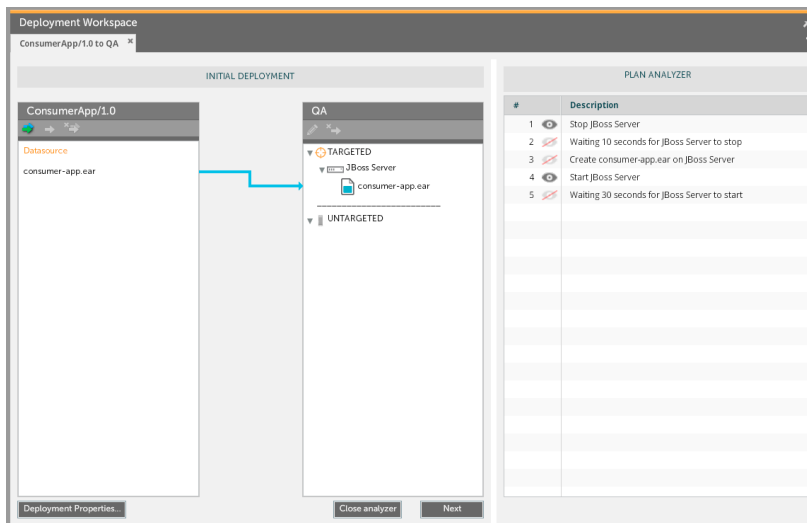 Deployment Workspace
ConsumerApp/1.0 to QA
INITIAL DEPLOYMENT
ConsumerApp/1.0
Datasource
consumer-app.ear
QA
TARGETED
JBoss Server
consumer-app.ear
UNTARGETED
Deployment Properties...
Close analyzer
Next
PLAN ANALYZER
# Description
1 Stop JBoss Server
2 Waiting 10 seconds for JBoss Server to stop
3 Create consumer-app.ear on JBoss Server
4 Start JBoss Server
5 Waiting 30 seconds for JBoss Server to start